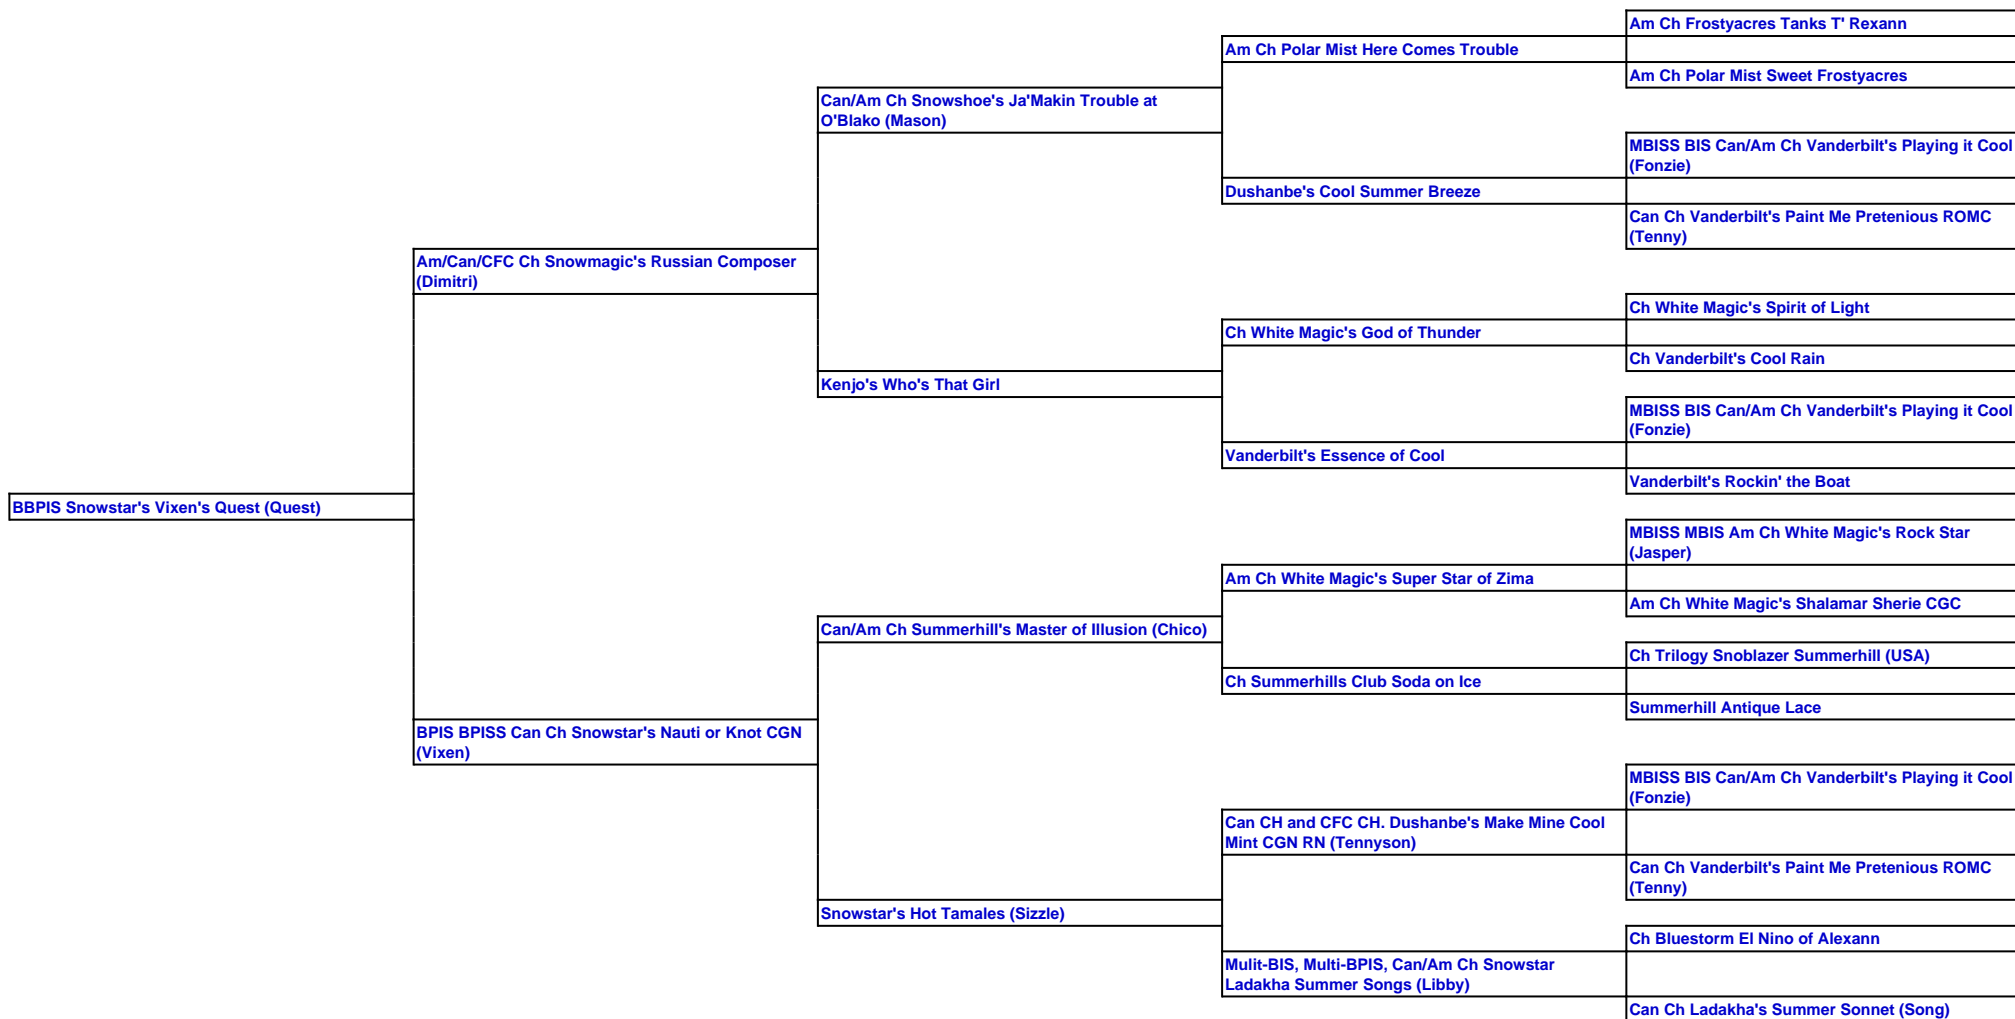 Am Ch Frostyacres Tanks T' Rexann
Am Ch Polar Mist Here Comes Trouble
Am Ch Polar Mist Sweet Frostyacres
Can/Am Ch Snowshoe's Ja'Makin Trouble at
O'Blako (Mason)
MBISS BIS Can/Am Ch Vanderbilt's Playing it Cool
(Fonzie)
Dushanbe's Cool Summer Breeze
Can Ch Vanderbilt's Paint Me Pretenious ROMC
(Tenny)
Am/Can/CFC Ch Snowmagic's Russian Composer
(Dimitri)
Ch White Magic's Spirit of Light
Ch White Magic's God of Thunder
Ch Vanderbilt's Cool Rain
Kenjo's Who's That Girl
MBISS BIS Can/Am Ch Vanderbilt's Playing it Cool
(Fonzie)
Vanderbilt's Essence of Cool
Vanderbilt's Rockin' the Boat
BBPIS Snowstar's Vixen's Quest (Quest)
MBISS MBIS Am Ch White Magic's Rock Star
(Jasper)
Am Ch White Magic's Super Star of Zima
Am Ch White Magic's Shalamar Sherie CGC
Can/Am Ch Summerhill's Master of Illusion (Chico)
Ch Trilogy Snoblazer Summerhill (USA)
Ch Summerhills Club Soda on Ice
Summerhill Antique Lace
BPIS BPISS Can Ch Snowstar's Nauti or Knot CGN
(Vixen)
MBISS BIS Can/Am Ch Vanderbilt's Playing it Cool
(Fonzie)
Can CH and CFC CH. Dushanbe's Make Mine Cool
Mint CGN RN (Tennyson)
Can Ch Vanderbilt's Paint Me Pretenious ROMC
(Tenny)
Snowstar's Hot Tamales (Sizzle)
Ch Bluestorm El Nino of Alexann
Mulit-BIS, Multi-BPIS, Can/Am Ch Snowstar
Ladakha Summer Songs (Libby)
Can Ch Ladakha's Summer Sonnet (Song)